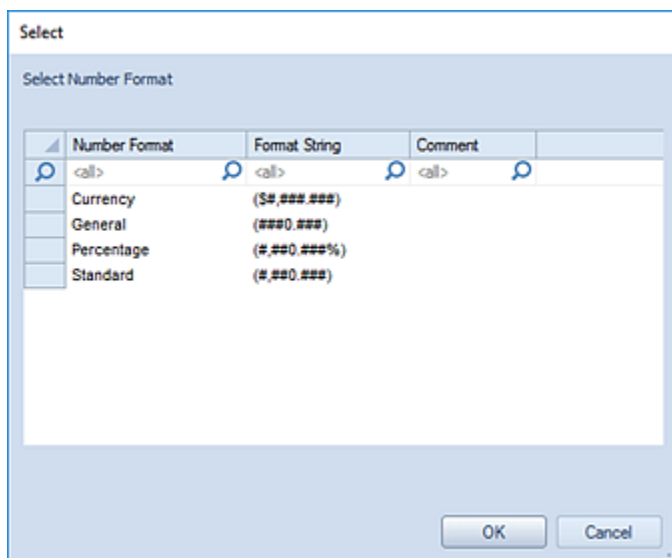 Select
Select Number Format
Number Format Format String Comment
<all> <all> <all>
Currency ($#,###.###)
General (###0.###)
Percentage (#,##0.###%)
Standard (#,##0.###)
OK Cancel